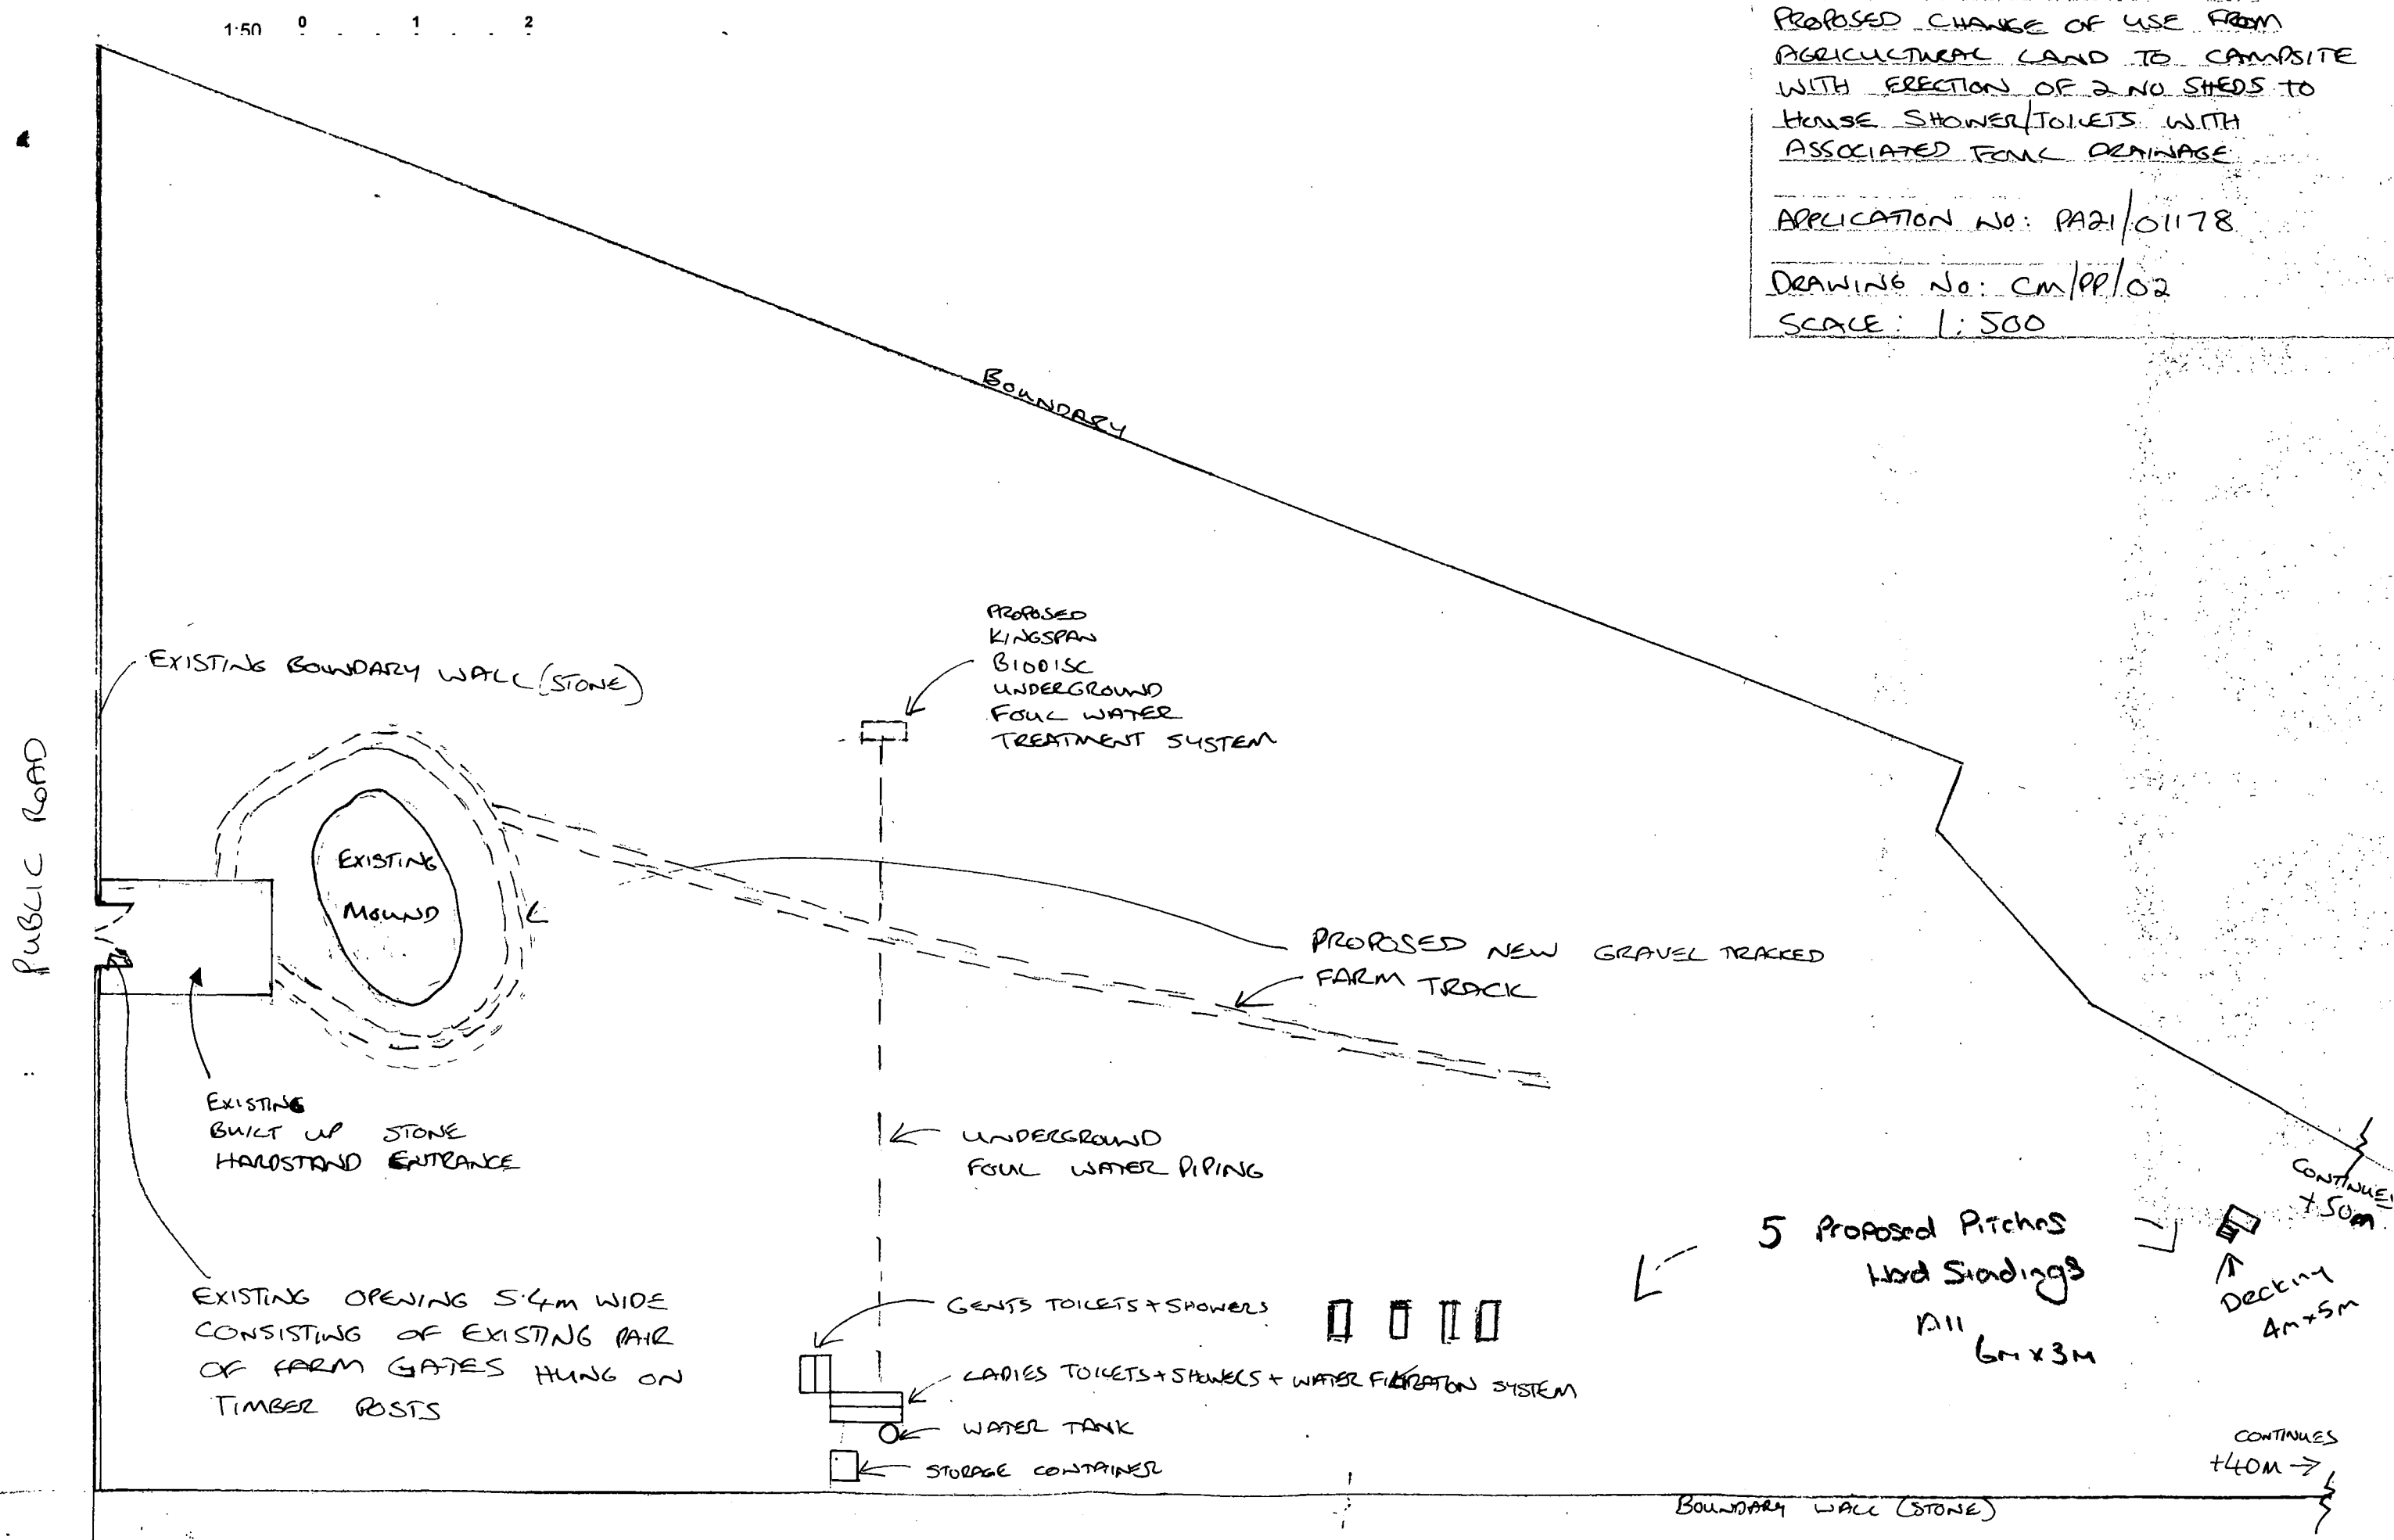 1:50 0 1 2
PROPOSED CHANGE OF USE FROM
AGRICULTURAL LAND TO CAMPSITE
WITH ERECTION OF 2 NO SHEDS TO
HOUSE SHOWER/TOILETS WITH
ASSOCIATED FOUL DRAINAGE
APPLICATION NO: PA21/01178
DRAWING No: CM/PP/02
SCALE: 1:500
BOUNDARY
PROPOSED
KINGSPAN
BIODISC
UNDERGROUND
FOUL WATER
TREATMENT SYSTEM
EXISTING BOUNDARY WALL (STONE)
PUBLIC ROAD
EXISTING
MOUND
PROPOSED NEW GRAVEL TRACKED
FARM TRACK
EXISTING
BUILT UP STONE
HARDSTAND ENTRANCE
UNDERGROUND
FOUL WATER PIPING
CONTINUES
+50m
5 Proposed Pitches
Hard Standings
All
6m x 3m
Decking
4m x 5m
EXISTING OPENING 5.4m WIDE
CONSISTING OF EXISTING PAIR
OF FARM GATES HUNG ON
TIMBER POSTS
GENTS TOILETS + SHOWERS
LADIES TOILETS + SHOWERS + WATER FILTRATION SYSTEM
WATER TANK
STORAGE CONTAINER
CONTINUES
+40M →
BOUNDARY WALL (STONE)